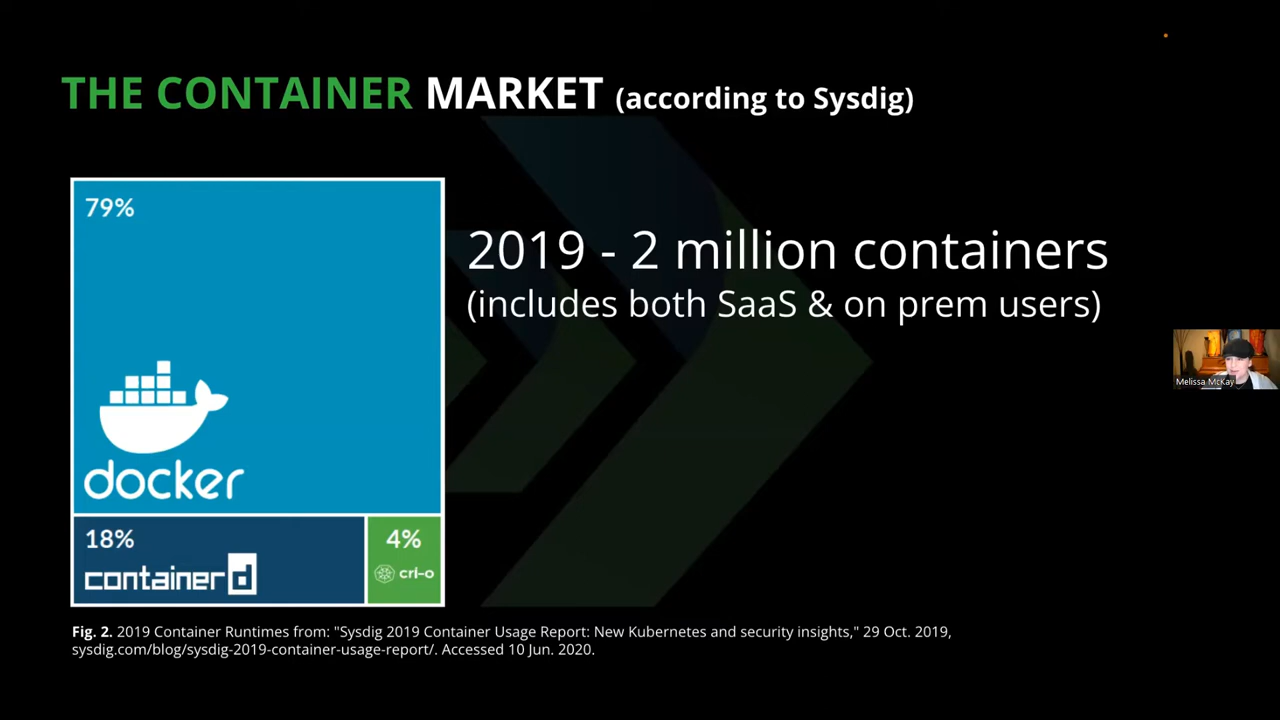 THE CONTAINER MARKET (according to Sysdig)
79%
docker
18%
containerd
4%
cri-o
2019 - 2 million containers
(includes both SaaS & on prem users)
Melissa McKay
Fig. 2. 2019 Container Runtimes from: "Sysdig 2019 Container Usage Report: New Kubernetes and security insights," 29 Oct. 2019,
sysdig.com/blog/sysdig-2019-container-usage-report/. Accessed 10 Jun. 2020.